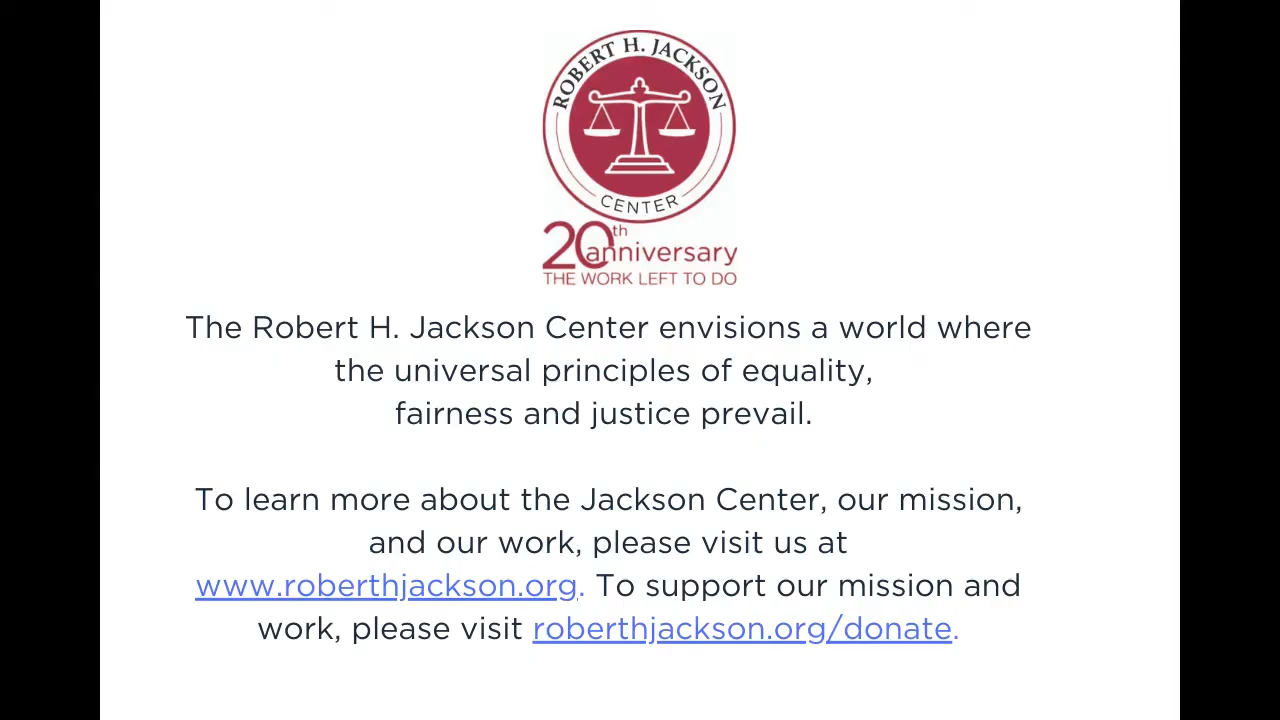 ROBERT H. JACKSON
CENTER
20th
anniversary
THE WORK LEFT TO DO
The Robert H. Jackson Center envisions a world where
the universal principles of equality,
fairness and justice prevail.
To learn more about the Jackson Center, our mission,
and our work, please visit us at
www.roberthjackson.org. To support our mission and
work, please visit roberthjackson.org/donate.